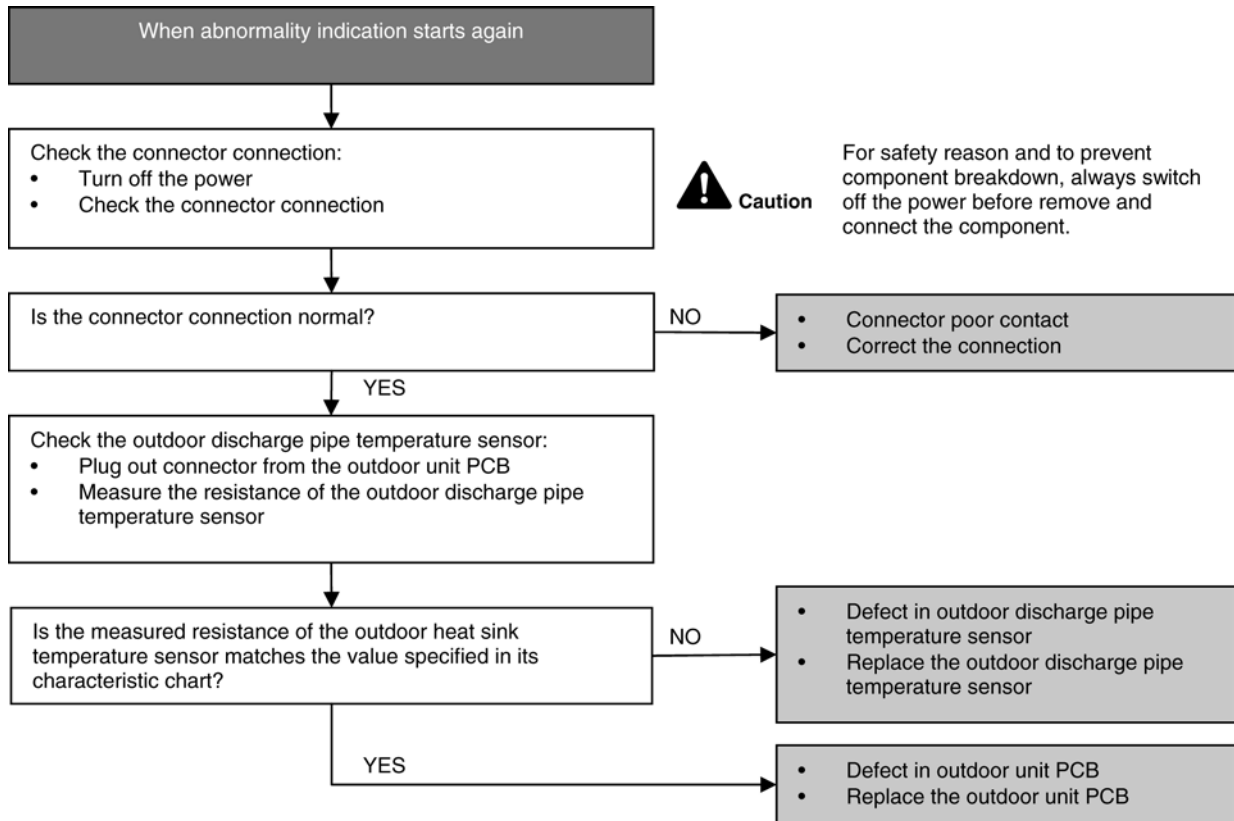 When abnormality indication starts again
Check the connector connection:
• Turn off the power
• Check the connector connection
Caution
For safety reason and to prevent
component breakdown, always switch
off the power before remove and
connect the component.
Is the connector connection normal?
NO
• Connector poor contact
• Correct the connection
YES
Check the outdoor discharge pipe temperature sensor:
• Plug out connector from the outdoor unit PCB
• Measure the resistance of the outdoor discharge pipe
temperature sensor
Is the measured resistance of the outdoor heat sink
temperature sensor matches the value specified in its
characteristic chart?
NO
• Defect in outdoor discharge pipe
temperature sensor
• Replace the outdoor discharge pipe
temperature sensor
YES
• Defect in outdoor unit PCB
• Replace the outdoor unit PCB